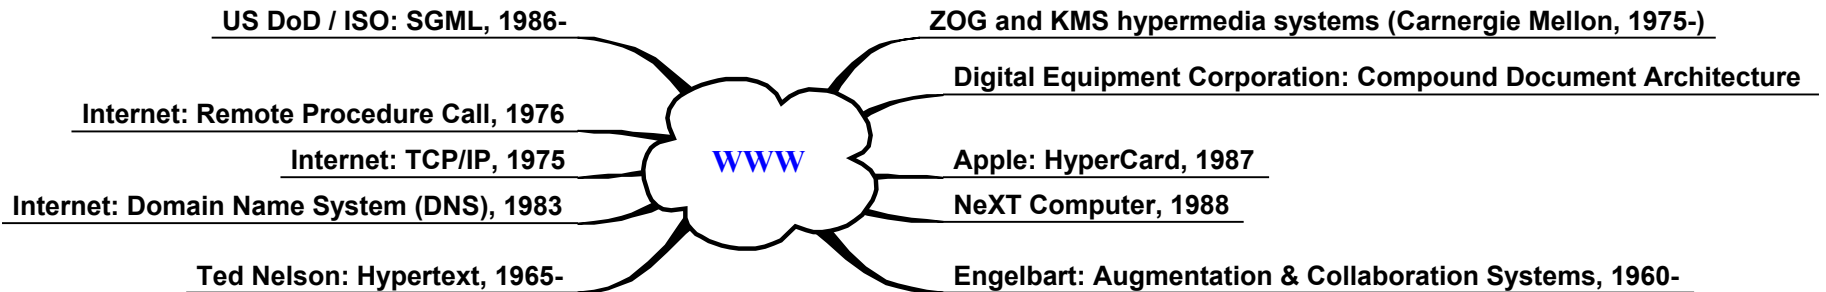 US DoD / ISO: SGML, 1986-
Internet: Remote Procedure Call, 1976
Internet: TCP/IP, 1975
Internet: Domain Name System (DNS), 1983
Ted Nelson: Hypertext, 1965-
WWW
ZOG and KMS hypermedia systems (Carnergie Mellon, 1975-)
Digital Equipment Corporation: Compound Document Architecture
Apple: HyperCard, 1987
NeXT Computer, 1988
Engelbart: Augmentation & Collaboration Systems, 1960-